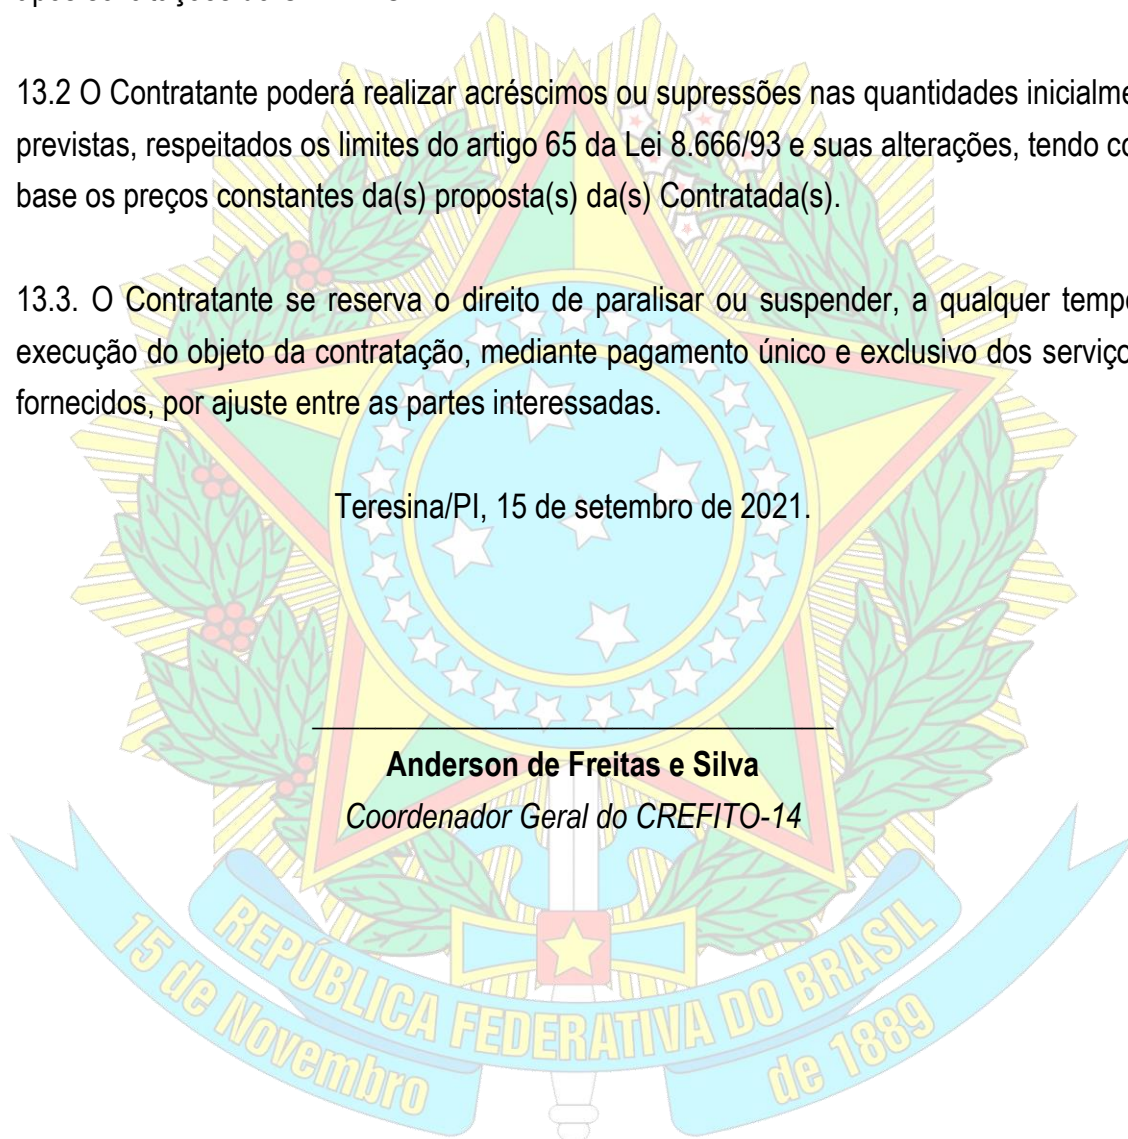 13.2 O Contratante poderá realizar acréscimos ou supressões nas quantidades inicialme
previstas, respeitados os limites do artigo 65 da Lei 8.666/93 e suas alterações, tendo co
base os preços constantes da(s) proposta(s) da(s) Contratada(s).
13.3. O Contratante se reserva o direito de paralisar ou suspender, a qualquer tempo
execução do objeto da contratação, mediante pagamento único e exclusivo dos serviço
fornecidos, por ajuste entre as partes interessadas.
Teresina/PI, 15 de setembro de 2021.
Anderson de Freitas e Silva
Coordenador Geral do CREFITO-14
REPÚBLICA FEDERATIVA DO BRASIL
15 de Novembro
de 1889